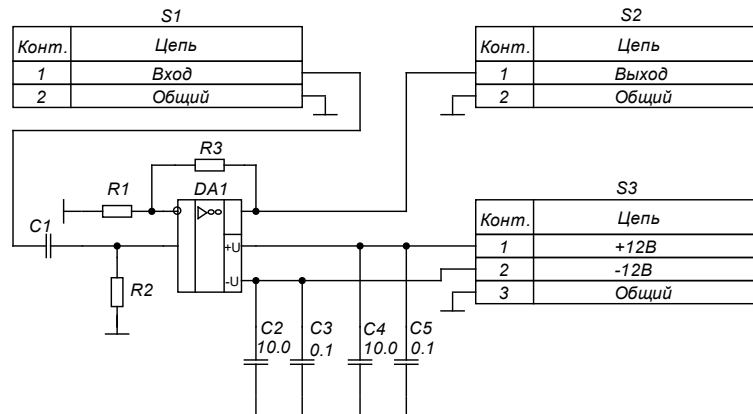 S1
Конт. Цепь
1 Вход
2 Общий
S2
Конт. Цепь
1 Выход
2 Общий
R3
R1
DA1
C1
▷∞
+U
-U
R2
S3
Конт. Цепь
1 +12В
2 -12В
3 Общий
C2 C3 C4 C5
10.0 0.1 10.0 0.1